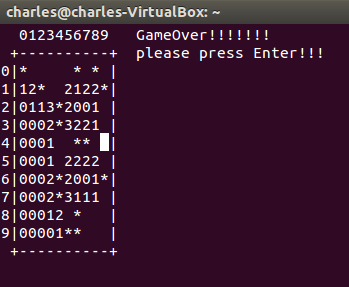 charles@charles-VirtualBox: ~
  0123456789   GameOver!!!!!!!
 +----------+  please press Enter!!!
0|*     * * |
1|12*  2122*|
2|0113*2001 |
3|0002*3221 |
4|0001  **  |
5|0001 2222 |
6|0002*2001*|
7|0002*3111 |
8|00012 *   |
9|00001**   |
 +----------+